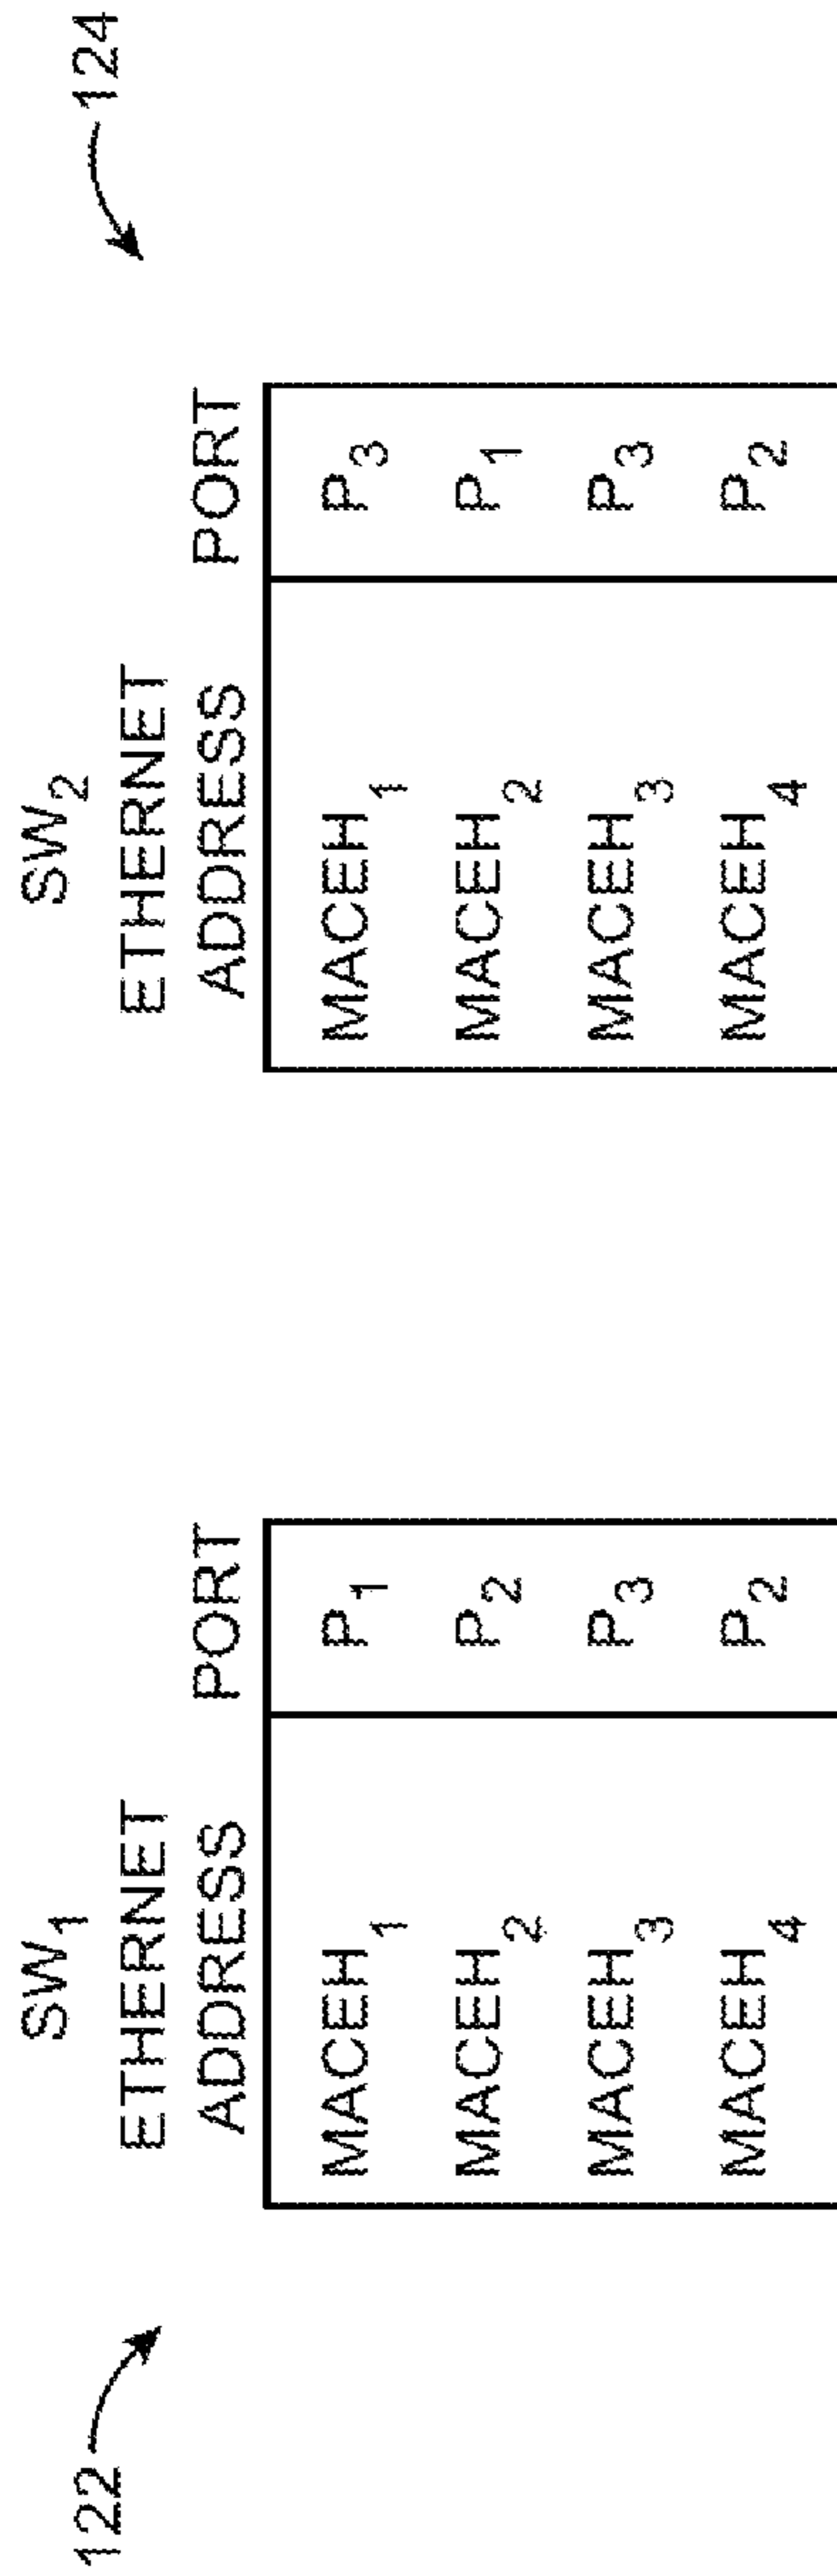 122
SW₁
ETHERNET
ADDRESS PORT
MACEH₁ P₁
MACEH₂ P₂
MACEH₃ P₃
MACEH₄ P₂
124
SW₂
ETHERNET
ADDRESS PORT
MACEH₁ P₃
MACEH₂ P₁
MACEH₃ P₃
MACEH₄ P₂